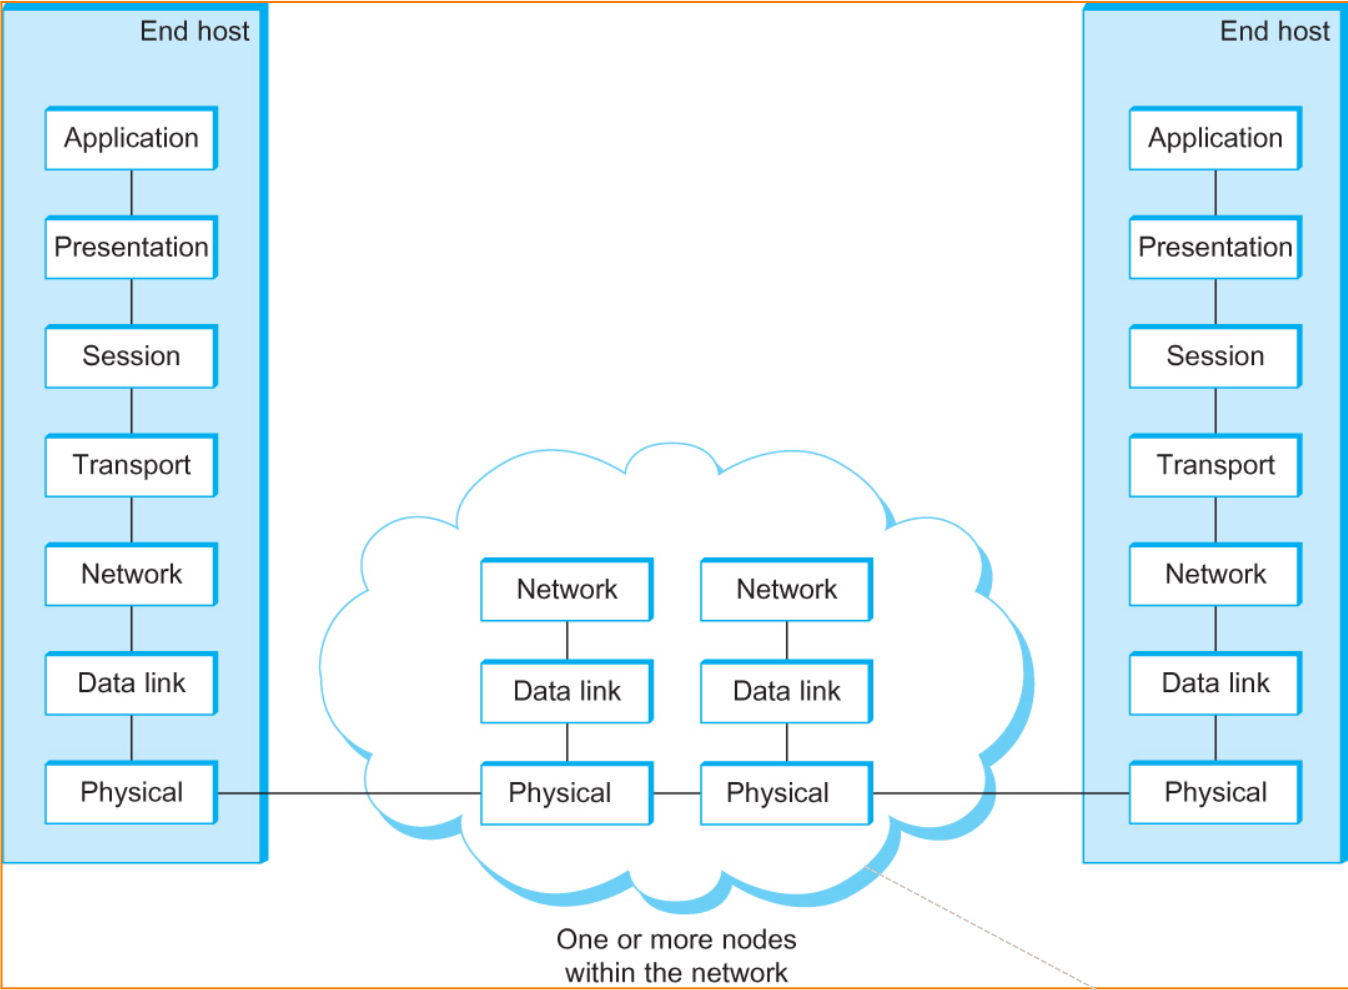 End host
Application
Presentation
Session
Transport
Network
Data link
Physical
Network
Data link
Physical
Network
Data link
Physical
One or more nodes
within the network
End host
Application
Presentation
Session
Transport
Network
Data link
Physical